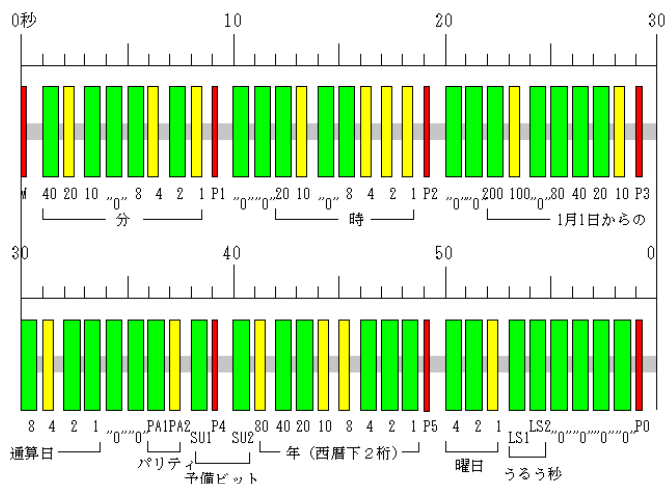 0秒 10 20 30
M 40 20 10 "0" 8 4 2 1 P1 "0" "0" 20 10 "0" 8 4 2 1 P2 "0" "0" 200 100 "0" 80 40 20 10 P3
分 時 1月1日からの
30 40 50 0
8 4 2 1 "0" "0" PA1 PA2 SU1 P4 SU2 80 40 20 10 8 4 2 1 P5 4 2 1 LS1 LS2 "0" "0" "0" "0" P0
通算日 パリティ 予備ビット 年(西暦下2桁) 曜日 うるう秒